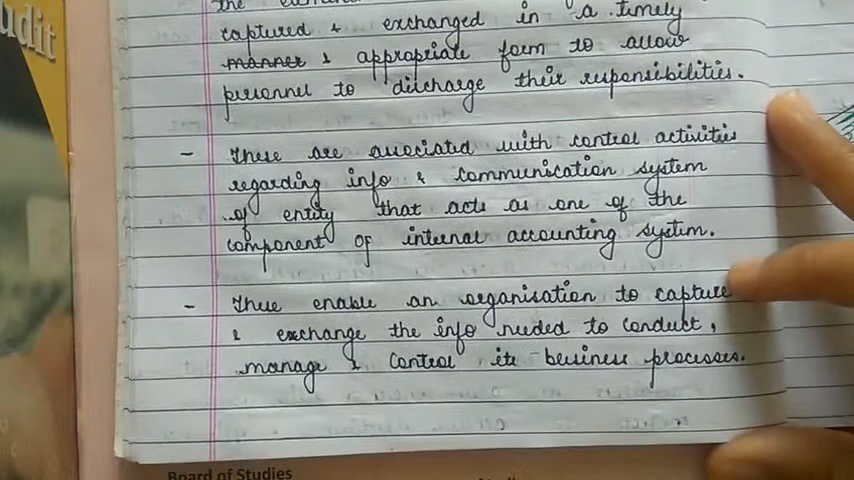 udit
the
captured & exchanged in a timely
manner & appropriate form to allow
personnel to discharge their responsibilities.
- These are associated with control activities
regarding info & communication system
of entity that acts as one of the
component of internal accounting system.
- These enable an organisation to capture
& exchange the info needed to conduct,
manage & control its business processes.
Board of Studies